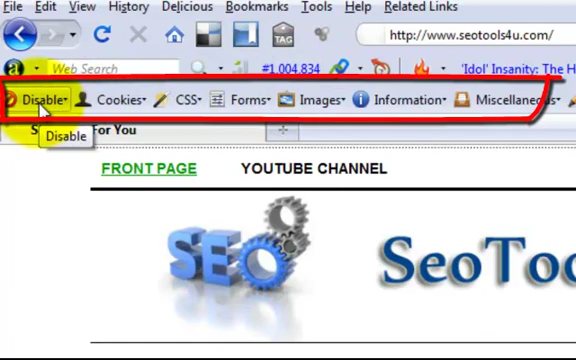 File Edit View History Delicious Bookmarks Tools Help Related Links
TAG http://www.seotools4u.com/
a Web Search #1,004,834 'Idol' Insanity: The H
Disable Cookies CSS Forms Images Information Miscellaneous
For You
Disable
FRONT PAGE YOUTUBE CHANNEL
SEO SeoToo